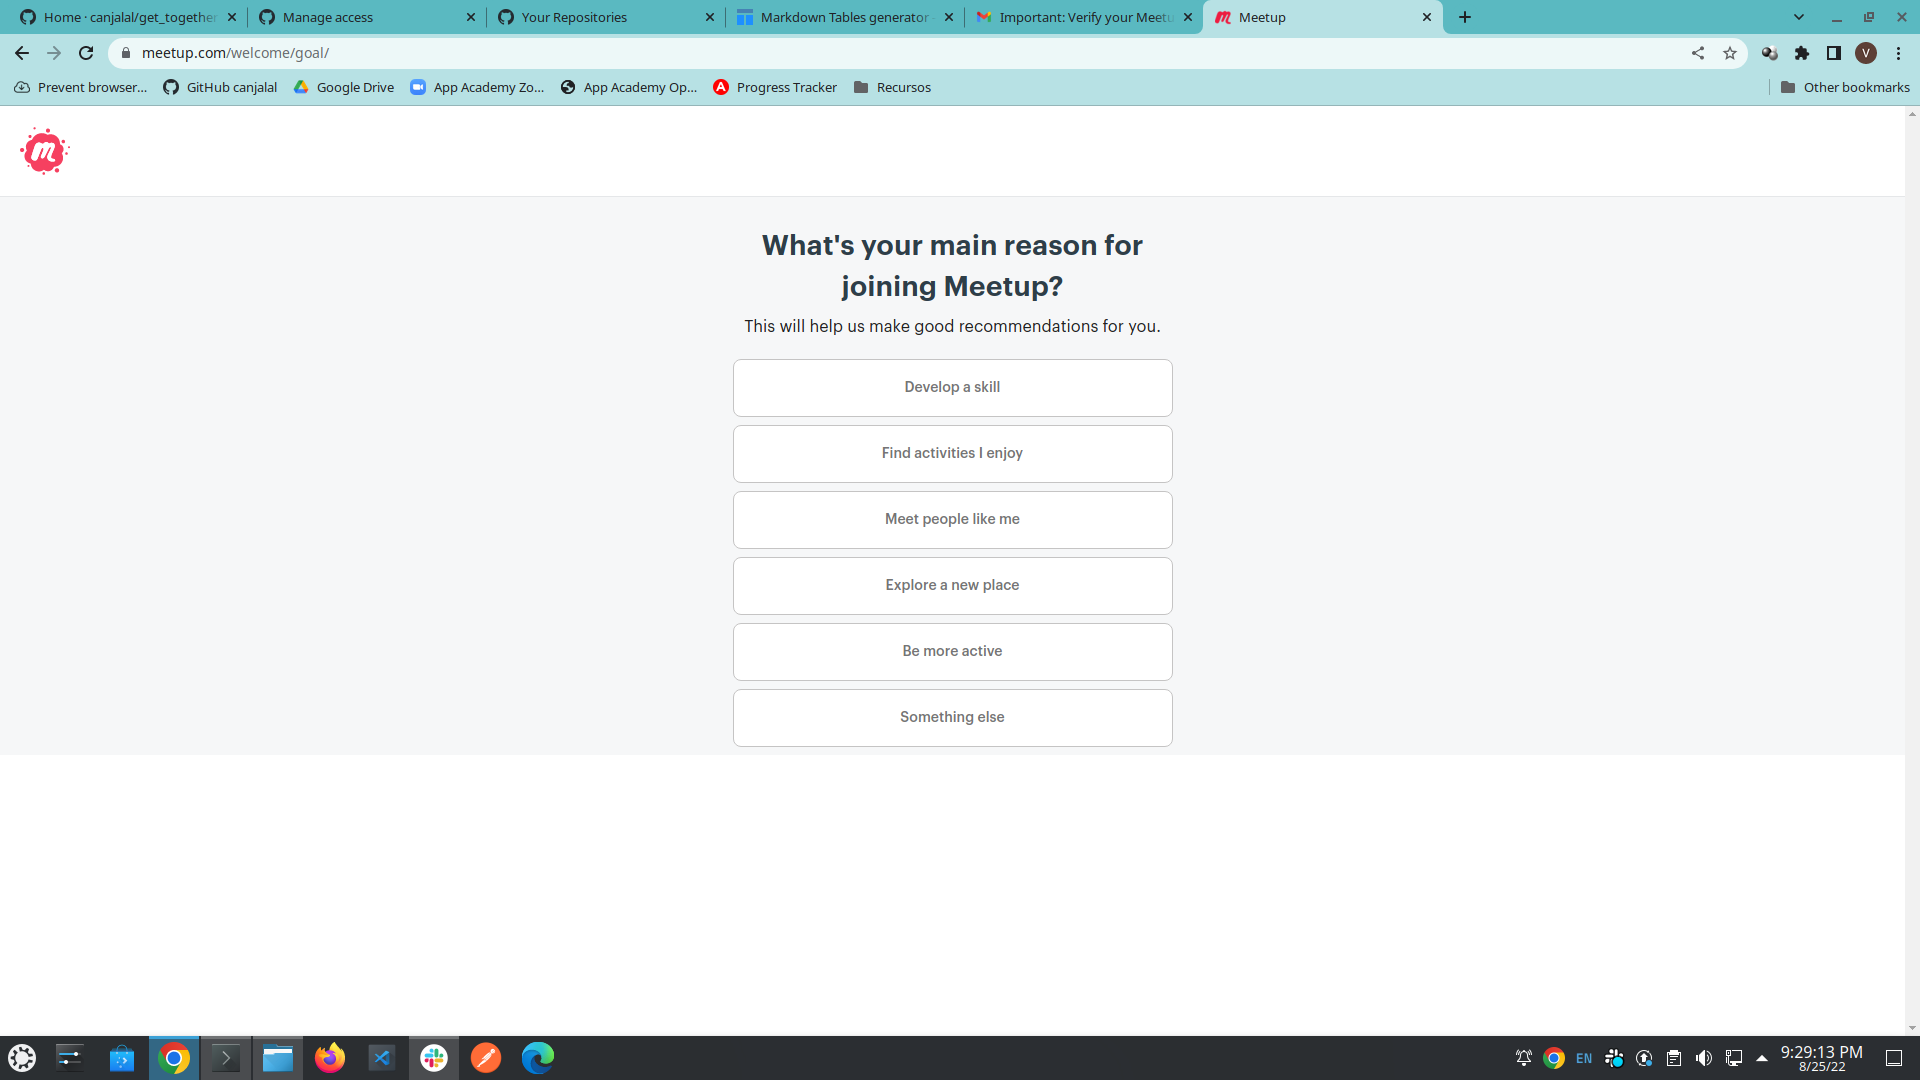 Home · canjalal/get_together
Manage access
Your Repositories
Markdown Tables generator
Important: Verify your Meetu
Meetup
meetup.com/welcome/goal/
V
Prevent browser...
GitHub canjalal
Google Drive
App Academy Zo...
App Academy Op...
Progress Tracker
Recursos
Other bookmarks
What's your main reason for
joining Meetup?
This will help us make good recommendations for you.
Develop a skill
Find activities I enjoy
Meet people like me
Explore a new place
Be more active
Something else
EN
9:29:13 PM
8/25/22